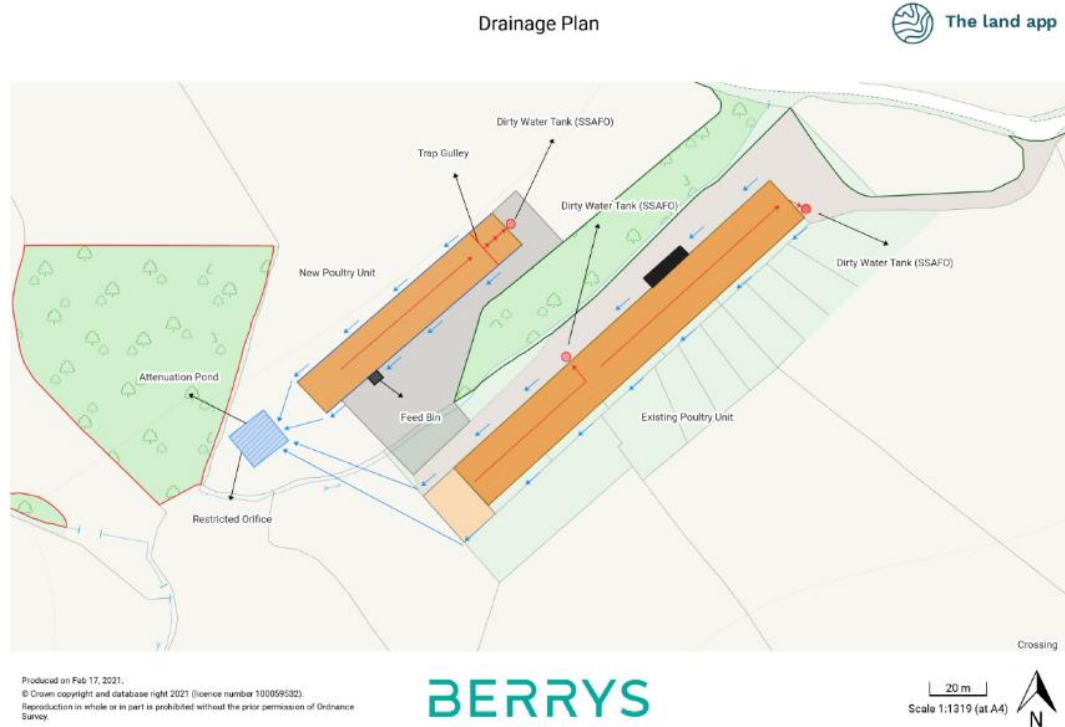 Drainage Plan
The land app
Dirty Water Tank (SSAFO)
Trap Gulley
Dirty Water Tank (SSAFO)
Dirty Water Tank (SSAFO)
New Poultry Unit
Attenuation Pond
Feed Bin
Existing Poultry Unit
Restricted Orifice
Crossing
Produced on Feb 17, 2021.
© Crown copyright and database right 2021 (licence number 100059532).
Reproduction in whole or in part is prohibited without the prior permission of Ordnance
Survey.
BERRYS
20 m
Scale 1:1319 (at A4)
N